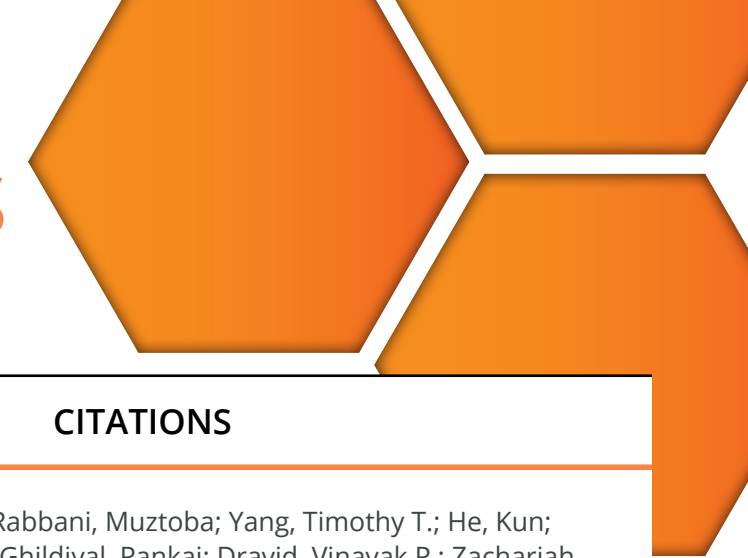 CITATIONS
Rabbani, Muztoba; Yang, Timothy T.; He, Kun;
Ghildiyal, Pankaj; Dravid, Vinayak P.; Zachariah,